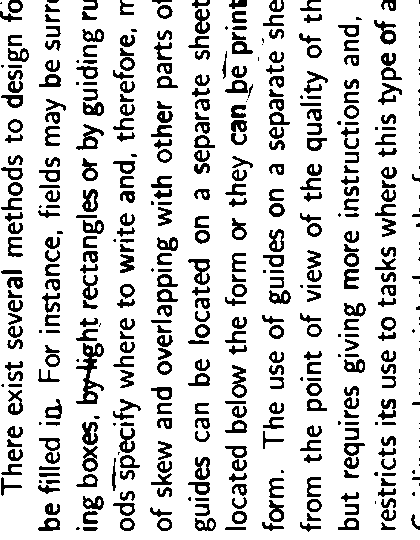 There exist several methods to design fo
be filled in. For instance, fields may be surr
ing boxes, by light rectangles or by guiding ru
ods specify where to write and, therefore, m
of skew and overlapping with other parts of
guides can be located on a separate sheet
located below the form or they can be print
form. The use of guides on a separate she
from the point of view of the quality of th
but requires giving more instructions and,
restricts its use to tasks where this type of a